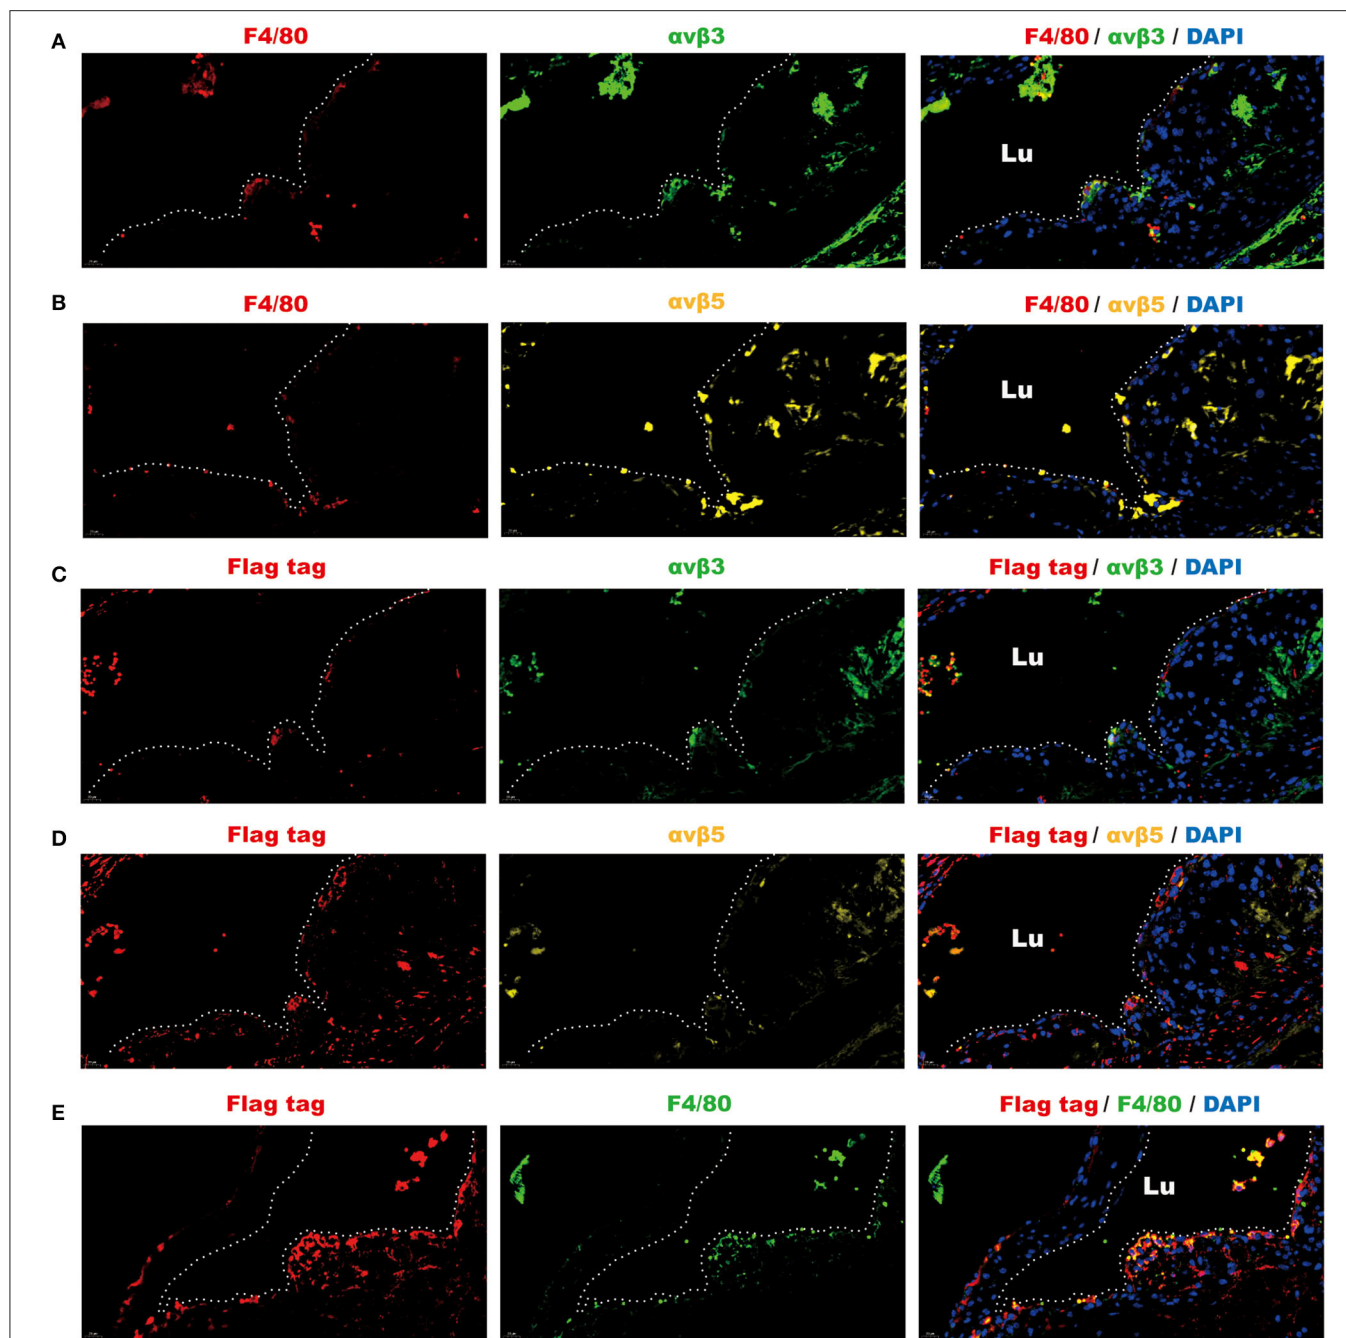 A
F4/80 αvβ3 F4/80 / αvβ3 / DAPI
Lu
B
F4/80 αvβ5 F4/80 / αvβ5 / DAPI
Lu
C
Flag tag αvβ3 Flag tag / αvβ3 / DAPI
Lu
D
Flag tag αvβ5 Flag tag / αvβ5 / DAPI
Lu
E
Flag tag F4/80 Flag tag / F4/80 / DAPI
Lu